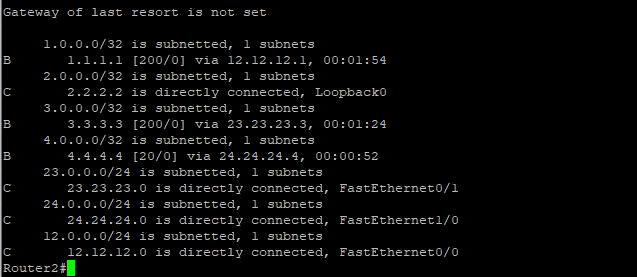 Gateway of last resort is not set
1.0.0.0/32 is subnetted, 1 subnets
B 1.1.1.1 [200/0] via 12.12.12.1, 00:01:54
2.0.0.0/32 is subnetted, 1 subnets
C 2.2.2.2 is directly connected, Loopback0
3.0.0.0/32 is subnetted, 1 subnets
B 3.3.3.3 [200/0] via 23.23.23.3, 00:01:24
4.0.0.0/32 is subnetted, 1 subnets
B 4.4.4.4 [20/0] via 24.24.24.4, 00:00:52
23.0.0.0/24 is subnetted, 1 subnets
C 23.23.23.0 is directly connected, FastEthernet0/1
24.0.0.0/24 is subnetted, 1 subnets
C 24.24.24.0 is directly connected, FastEthernet1/0
12.0.0.0/24 is subnetted, 1 subnets
C 12.12.12.0 is directly connected, FastEthernet0/0
Router2#